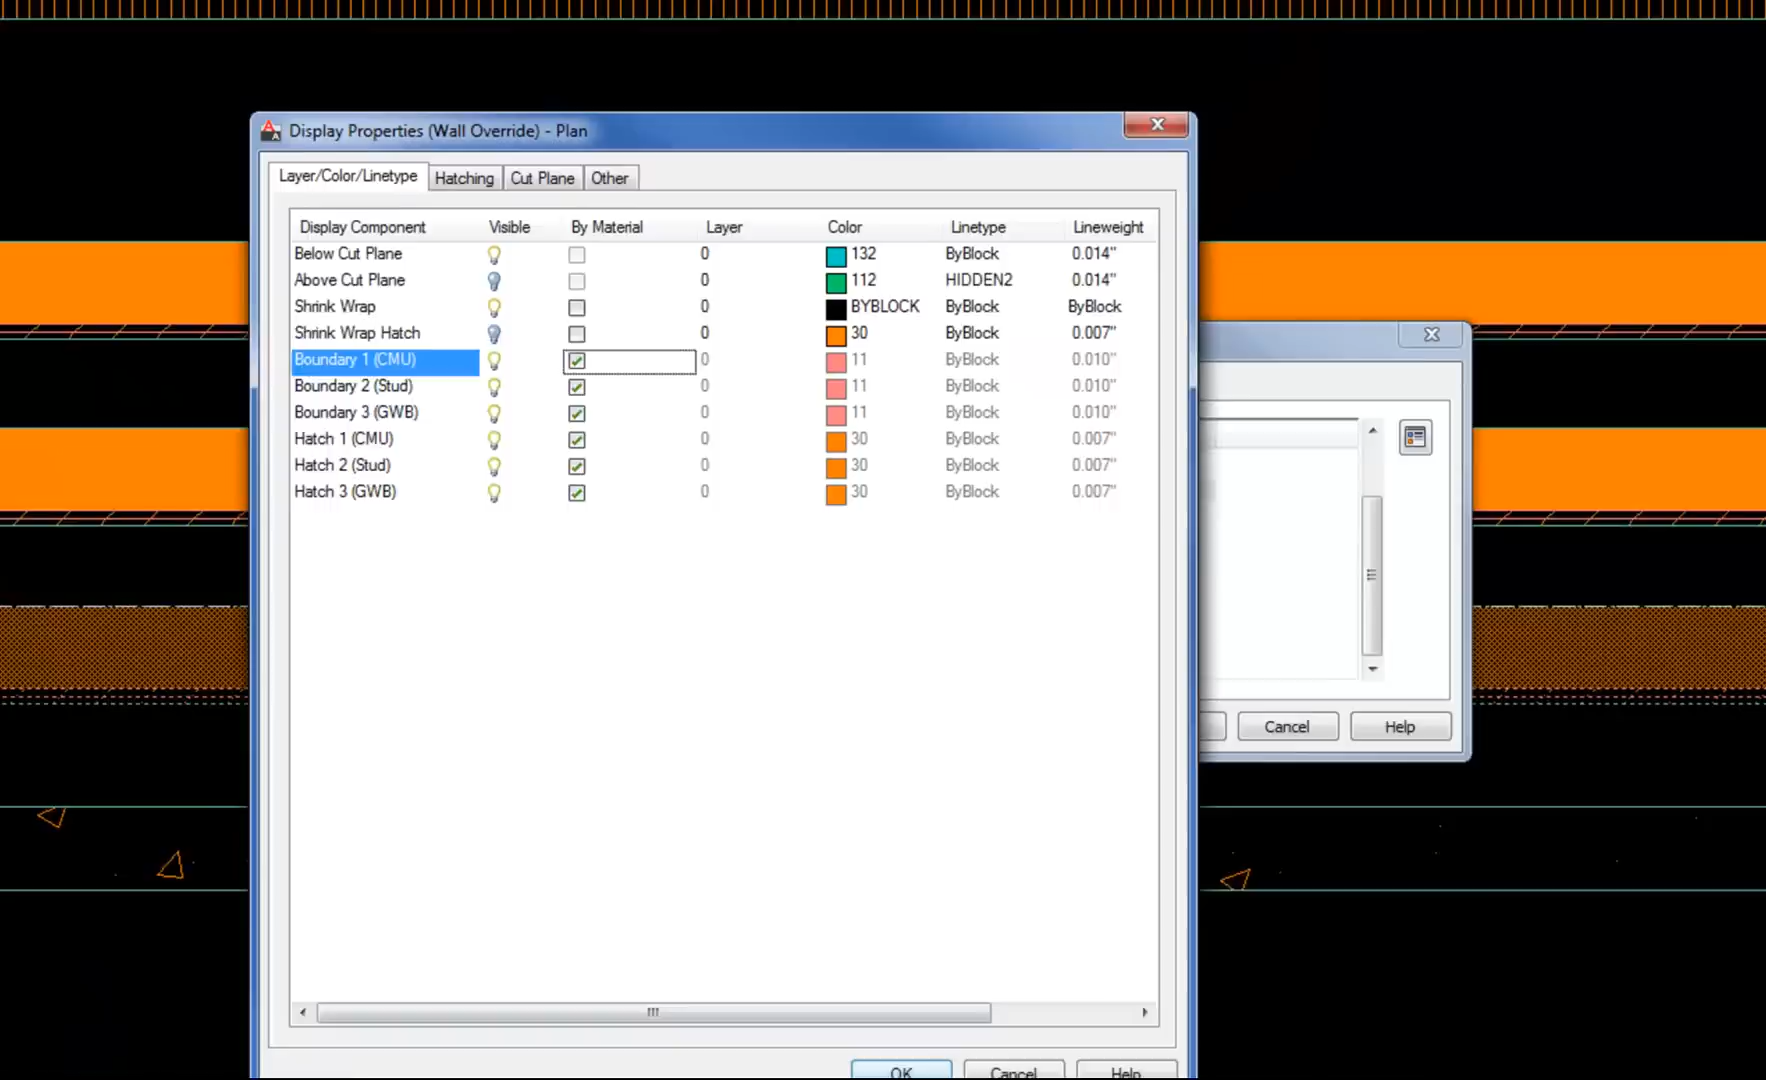 Display Properties (Wall Override) - Plan
Layer/Color/Linetype Hatching Cut Plane Other
Display Component Visible By Material Layer Color Linetype Lineweight
Below Cut Plane 0 132 ByBlock 0.014"
Above Cut Plane 0 112 HIDDEN2 0.014"
Shrink Wrap 0 BYBLOCK ByBlock ByBlock
Shrink Wrap Hatch 0 30 ByBlock 0.007"
Boundary 1 (CMU) 0 11 ByBlock 0.010"
Boundary 2 (Stud) 0 11 ByBlock 0.010"
Boundary 3 (GWB) 0 11 ByBlock 0.010"
Hatch 1 (CMU) 0 30 ByBlock 0.007"
Hatch 2 (Stud) 0 30 ByBlock 0.007"
Hatch 3 (GWB) 0 30 ByBlock 0.007"
Cancel Help
OK Cancel Help